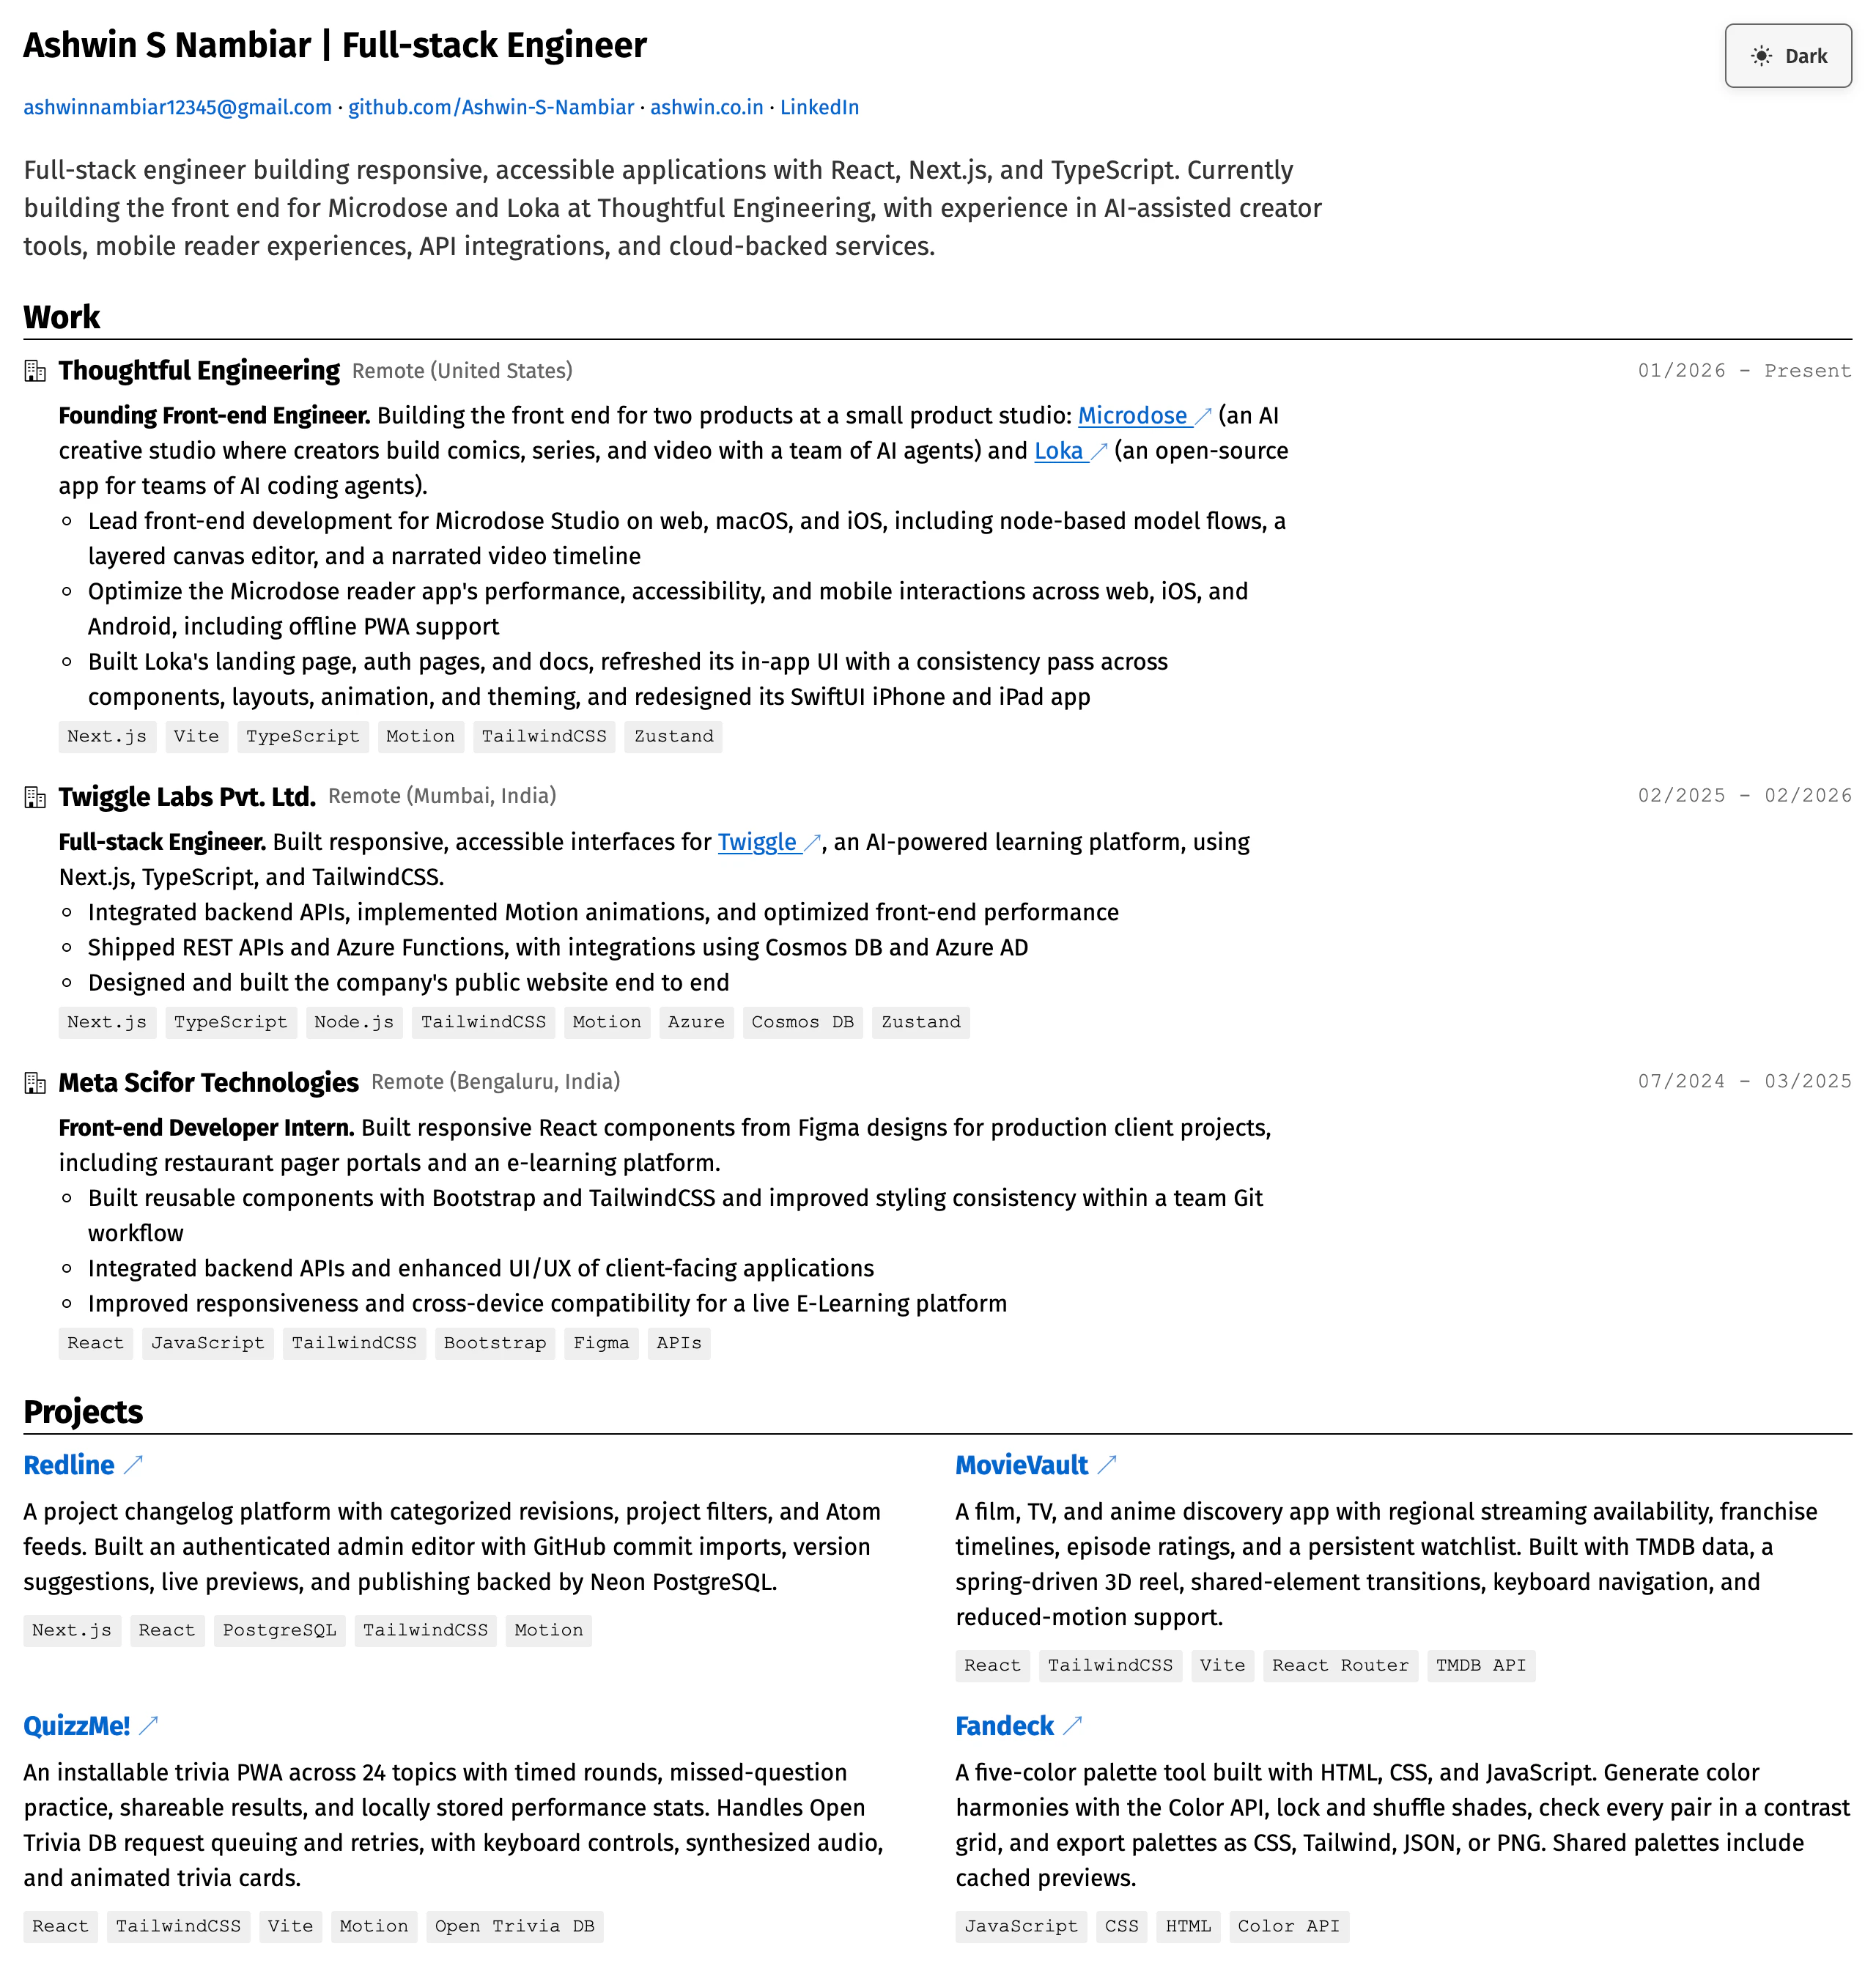 Ashwin S Nambiar | Full-stack Engineer
Dark
ashwinnambiar12345@gmail.com · github.com/Ashwin-S-Nambiar · ashwin.co.in · LinkedIn
Full-stack engineer building responsive, accessible applications with React, Next.js, and TypeScript. Currently
building the front end for Microdose and Loka at Thoughtful Engineering, with experience in AI-assisted creator
tools, mobile reader experiences, API integrations, and cloud-backed services.
Work
Thoughtful Engineering Remote (United States) 01/2026 – Present
Founding Front-end Engineer. Building the front end for two products at a small product studio: Microdose ↗ (an AI
creative studio where creators build comics, series, and video with a team of AI agents) and Loka ↗ (an open-source
app for teams of AI coding agents).
Lead front-end development for Microdose Studio on web, macOS, and iOS, including node-based model flows, a
layered canvas editor, and a narrated video timeline
Optimize the Microdose reader app's performance, accessibility, and mobile interactions across web, iOS, and
Android, including offline PWA support
Built Loka's landing page, auth pages, and docs, refreshed its in-app UI with a consistency pass across
components, layouts, animation, and theming, and redesigned its SwiftUI iPhone and iPad app
Next.js Vite TypeScript Motion TailwindCSS Zustand
Twiggle Labs Pvt. Ltd. Remote (Mumbai, India) 02/2025 – 02/2026
Full-stack Engineer. Built responsive, accessible interfaces for Twiggle ↗, an AI-powered learning platform, using
Next.js, TypeScript, and TailwindCSS.
Integrated backend APIs, implemented Motion animations, and optimized front-end performance
Shipped REST APIs and Azure Functions, with integrations using Cosmos DB and Azure AD
Designed and built the company's public website end to end
Next.js TypeScript Node.js TailwindCSS Motion Azure Cosmos DB Zustand
Meta Scifor Technologies Remote (Bengaluru, India) 07/2024 – 03/2025
Front-end Developer Intern. Built responsive React components from Figma designs for production client projects,
including restaurant pager portals and an e-learning platform.
Built reusable components with Bootstrap and TailwindCSS and improved styling consistency within a team Git
workflow
Integrated backend APIs and enhanced UI/UX of client-facing applications
Improved responsiveness and cross-device compatibility for a live E-Learning platform
React JavaScript TailwindCSS Bootstrap Figma APIs
Projects
Redline ↗
A project changelog platform with categorized revisions, project filters, and Atom
feeds. Built an authenticated admin editor with GitHub commit imports, version
suggestions, live previews, and publishing backed by Neon PostgreSQL.
Next.js React PostgreSQL TailwindCSS Motion
MovieVault ↗
A film, TV, and anime discovery app with regional streaming availability, franchise
timelines, episode ratings, and a persistent watchlist. Built with TMDB data, a
spring-driven 3D reel, shared-element transitions, keyboard navigation, and
reduced-motion support.
React TailwindCSS Vite React Router TMDB API
QuizzMe! ↗
An installable trivia PWA across 24 topics with timed rounds, missed-question
practice, shareable results, and locally stored performance stats. Handles Open
Trivia DB request queuing and retries, with keyboard controls, synthesized audio,
and animated trivia cards.
React TailwindCSS Vite Motion Open Trivia DB
Fandeck ↗
A five-color palette tool built with HTML, CSS, and JavaScript. Generate color
harmonies with the Color API, lock and shuffle shades, check every pair in a contrast
grid, and export palettes as CSS, Tailwind, JSON, or PNG. Shared palettes include
cached previews.
JavaScript CSS HTML Color API